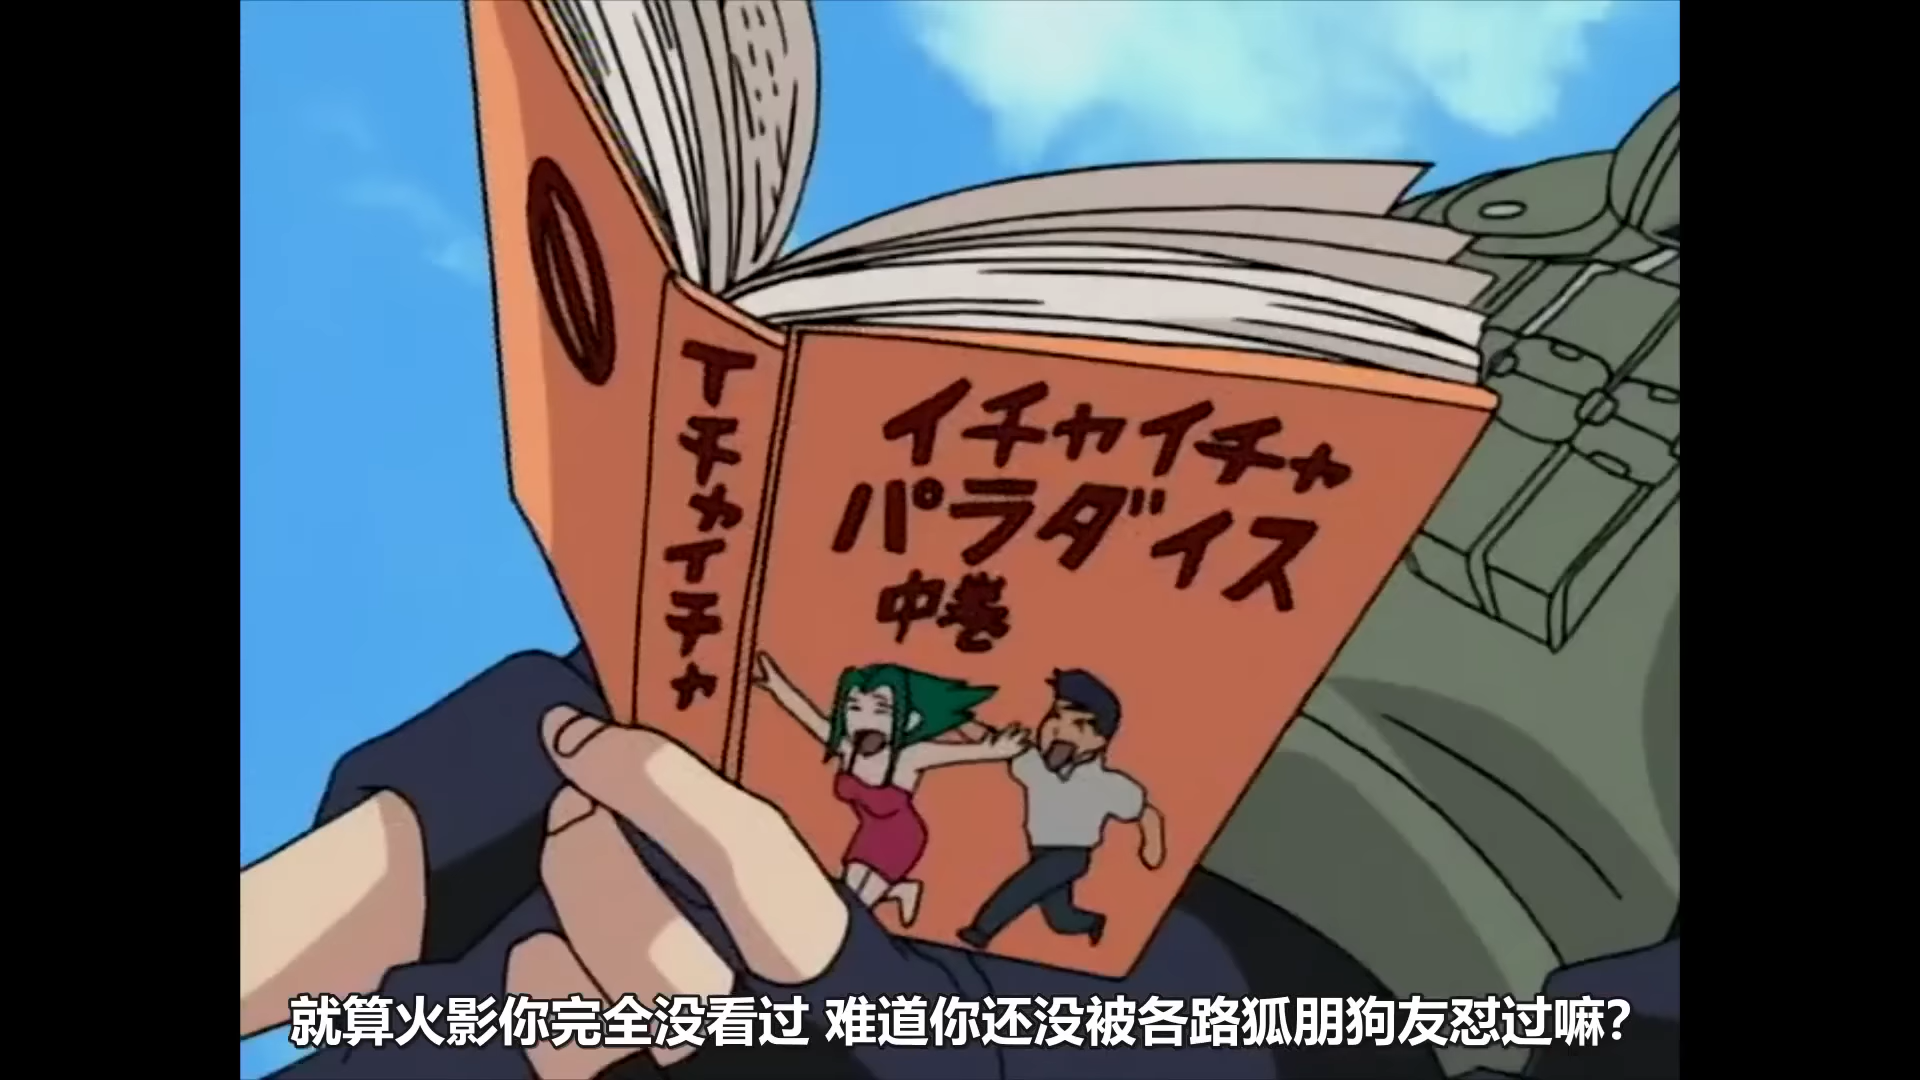 イチャイチャ
イチャイチャ
パラダイス
中巻
就算火影你完全没看过 难道你还没被各路狐朋狗友怼过嘛?